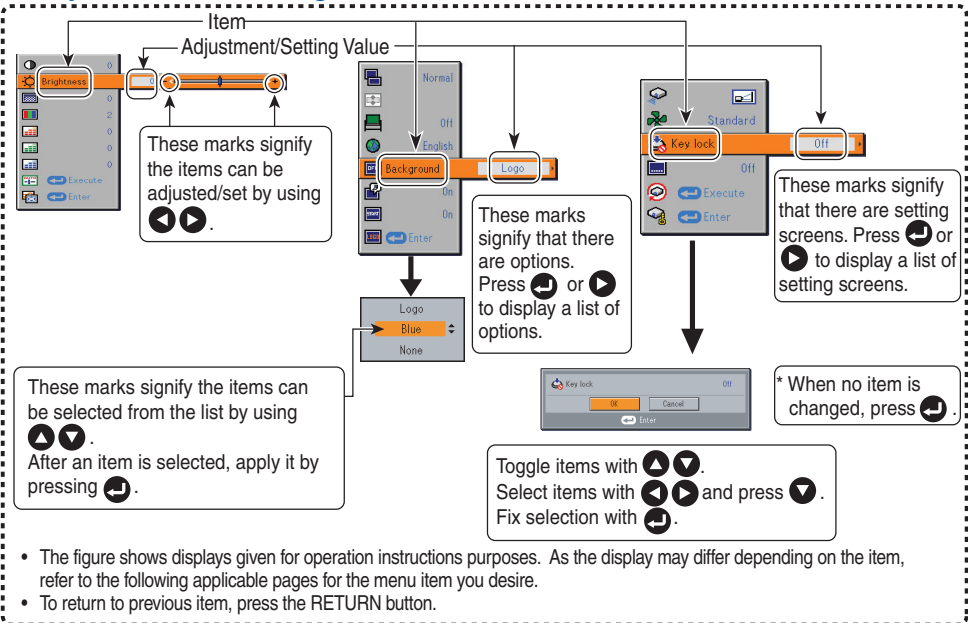 Item
Adjustment/Setting Value
0
Brightness
0
0
2
0
0
0
Execute
Enter
These marks signify
the items can be
adjusted/set by using
.
Normal
Off
English
Background
Logo
On
On
Enter
Logo
Blue
None
These marks
signify that there
are options.
Press or
to display a list of
options.
Standard
Key lock
Off
Off
Execute
Enter
These marks signify
that there are setting
screens. Press or
to display a list of
setting screens.
These marks signify the items can
be selected from the list by using
.
After an item is selected, apply it by
pressing .
Key lock Off
OK Cancel
Enter
* When no item is
changed, press .
Toggle items with .
Select items with and press .
Fix selection with .
• The figure shows displays given for operation instructions purposes. As the display may differ depending on the item,
refer to the following applicable pages for the menu item you desire.
• To return to previous item, press the RETURN button.